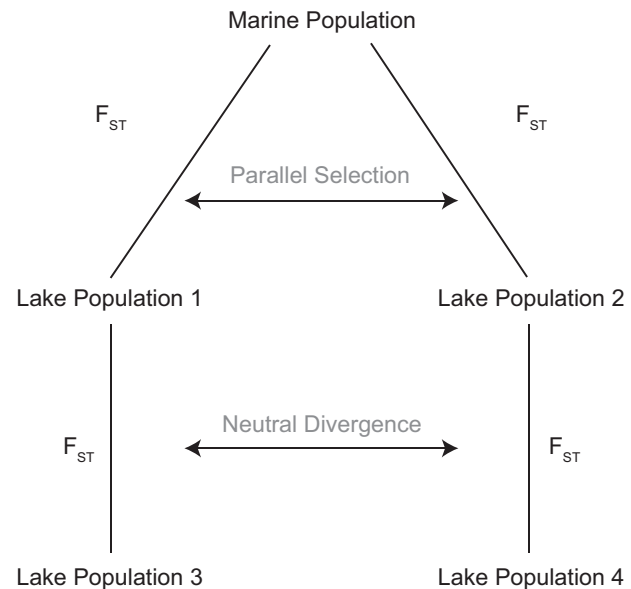 Marine Population
F_ST
F_ST
Parallel Selection
Lake Population 1
Lake Population 2
Neutral Divergence
F_ST
F_ST
Lake Population 3
Lake Population 4